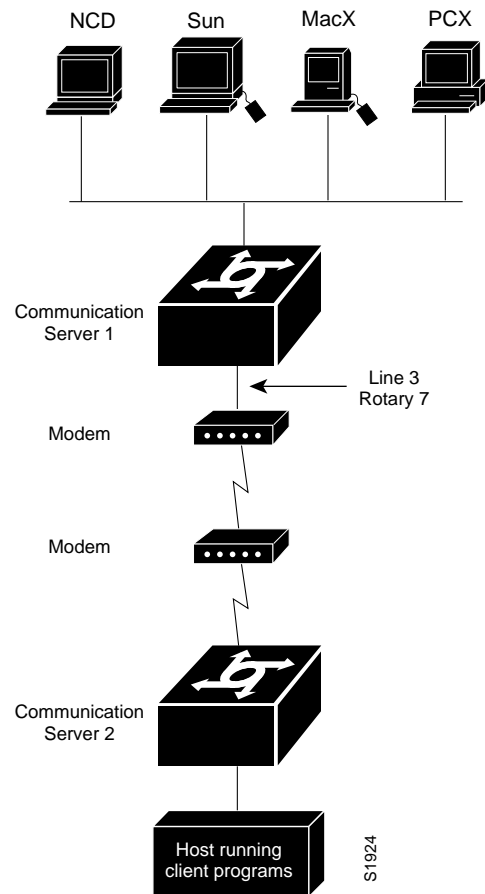 NCD
Sun
MacX
PCX
Communication
Server 1
Line 3
Rotary 7
Modem
Modem
Communication
Server 2
Host running
client programs
S1924